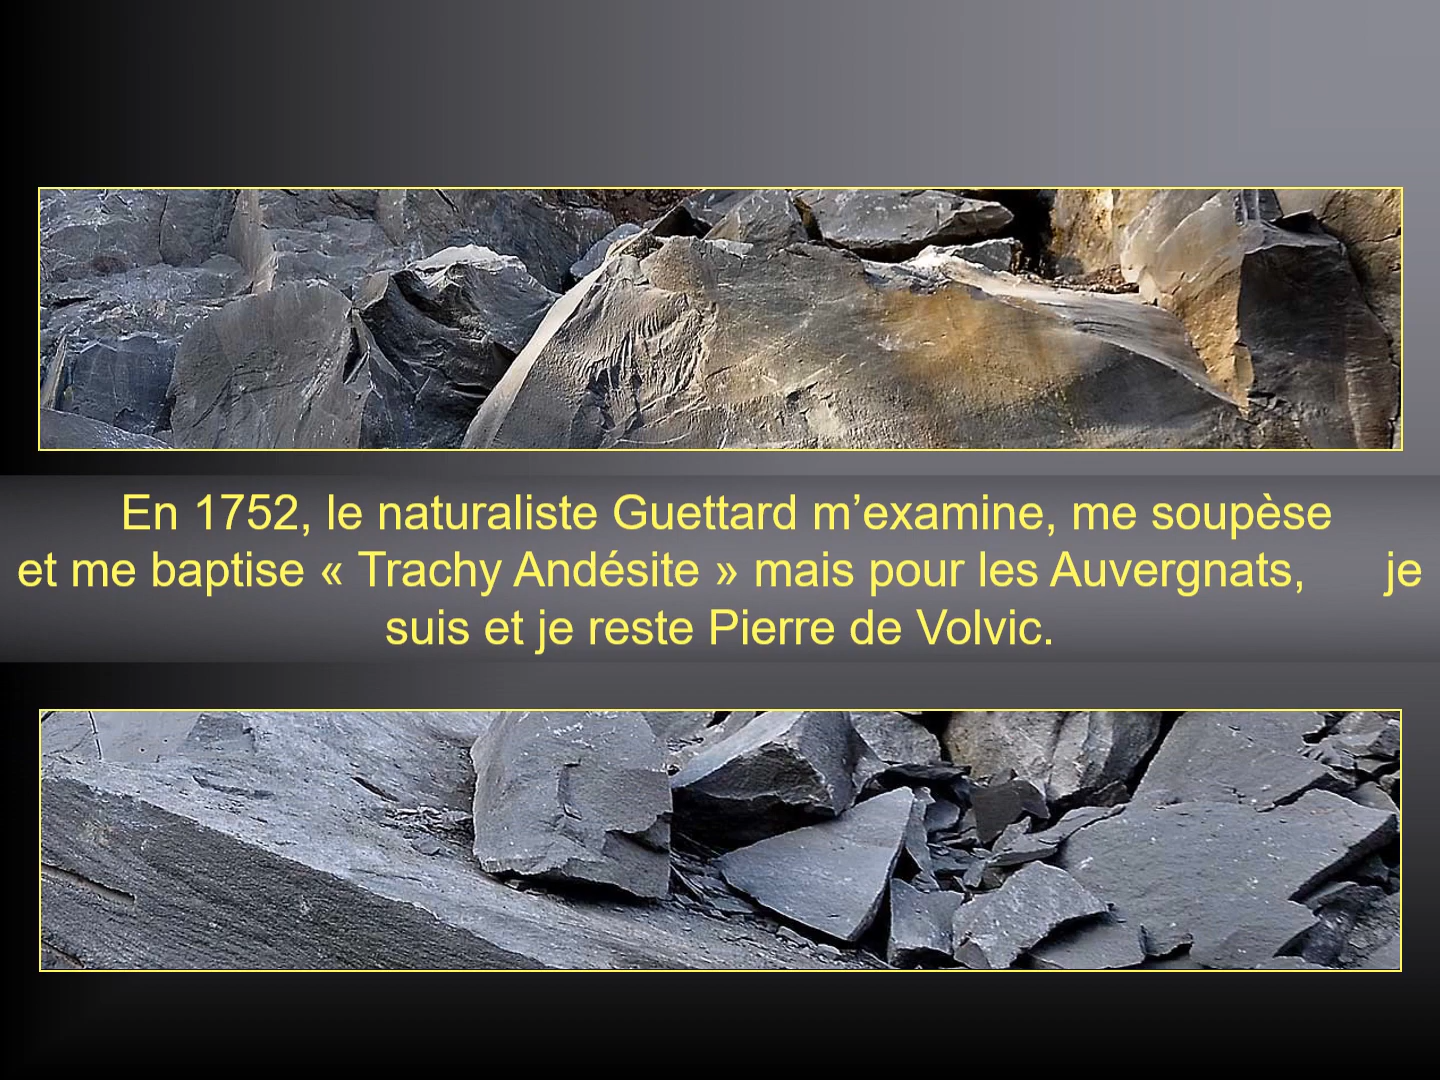 En 1752, le naturaliste Guettard m’examine, me soupèse
et me baptise « Trachy Andésite » mais pour les Auvergnats, je
suis et je reste Pierre de Volvic.